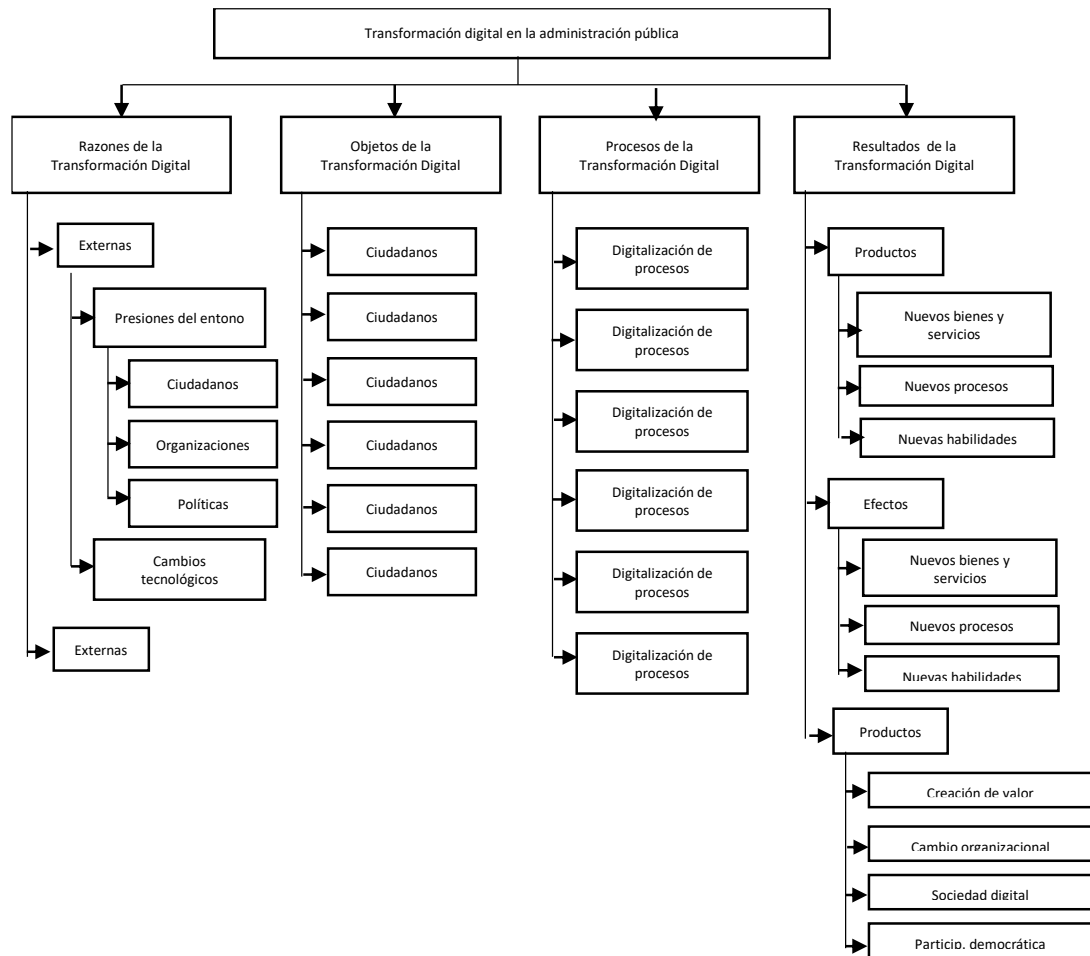 Transformación digital en la administración pública
Razones de la
Transformación Digital
Externas
Presiones del entono
Ciudadanos
Organizaciones
Políticas
Cambios
tecnológicos
Externas
Objetos de la
Transformación Digital
Ciudadanos
Ciudadanos
Ciudadanos
Ciudadanos
Ciudadanos
Ciudadanos
Procesos de la
Transformación Digital
Digitalización de
procesos
Digitalización de
procesos
Digitalización de
procesos
Digitalización de
procesos
Digitalización de
procesos
Digitalización de
procesos
Resultados de la
Transformación Digital
Productos
Nuevos bienes y
servicios
Nuevos procesos
Nuevas habilidades
Efectos
Nuevos bienes y
servicios
Nuevos procesos
Nuevas habilidades
Productos
Creación de valor
Cambio organizacional
Sociedad digital
Particip. democrática